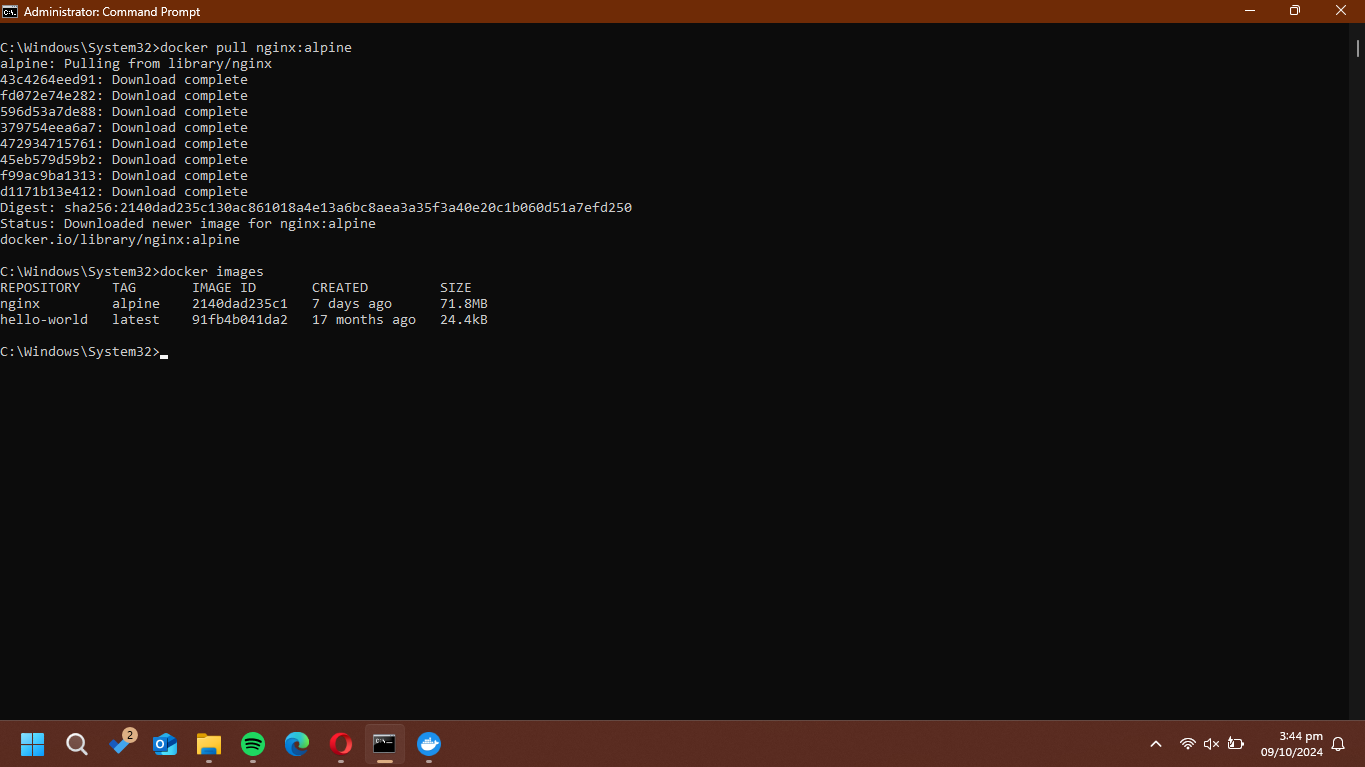 Administrator: Command Prompt
C:\Windows\System32>docker pull nginx:alpine
alpine: Pulling from library/nginx
43c4264eed91: Download complete
fd072e74e282: Download complete
596d53a7de88: Download complete
379754eea6a7: Download complete
472934715761: Download complete
45eb579d59b2: Download complete
f99ac9ba1313: Download complete
d1171b13e412: Download complete
Digest: sha256:2140dad235c130ac861018a4e13a6bc8aea3a35f3a40e20c1b060d51a7efd250
Status: Downloaded newer image for nginx:alpine
docker.io/library/nginx:alpine
C:\Windows\System32>docker images
REPOSITORY TAG IMAGE ID CREATED SIZE
nginx alpine 2140dad235c1 7 days ago 71.8MB
hello-world latest 91fb4b041da2 17 months ago 24.4kB
C:\Windows\System32>
2
3:44 pm
09/10/2024